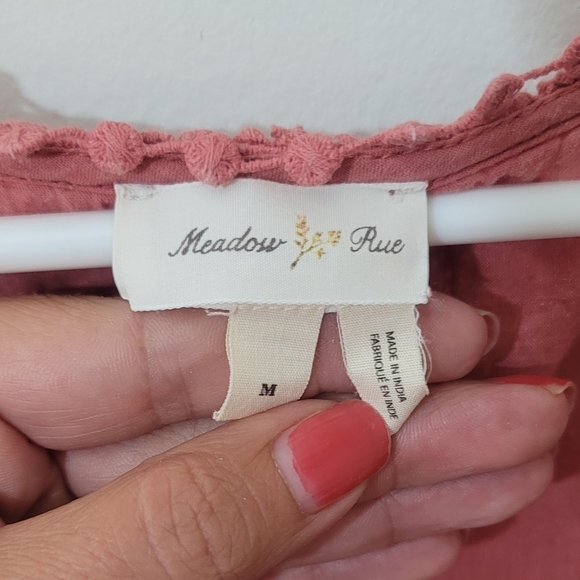 Meadow Rue
M
MADE IN INDIA
FABRIQUÉ EN INDE